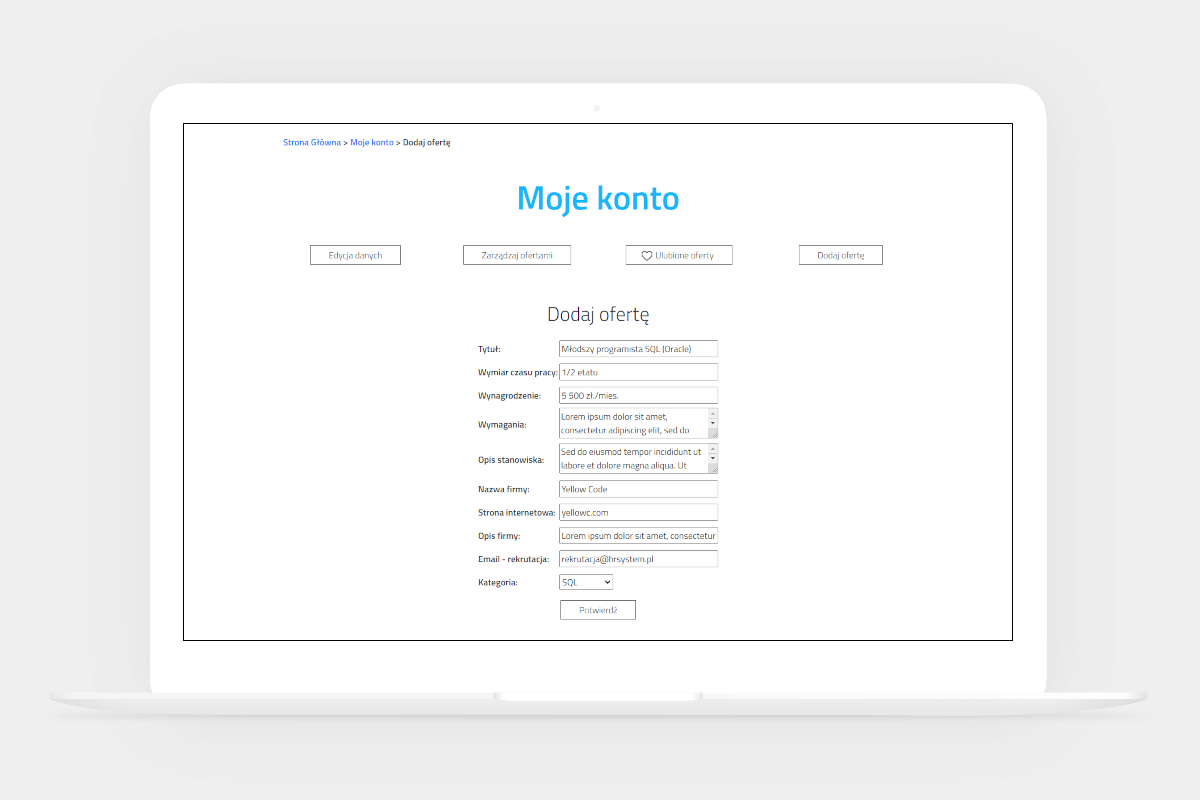 Strona Główna > Moje konto > Dodaj ofertę
Moje konto
Edycja danych
Zarządzaj ofertami
Ulubione oferty
Dodaj ofertę
Dodaj ofertę
Tytuł: Młodszy programista SQL (Oracle)
Wymiar czasu pracy: 1/2 etatu
Wynagrodzenie: 5 500 zł./mies.
Wymagania: Lorem ipsum dolor sit amet,
consectetur adipiscing elit, sed do
Opis stanowiska: Sed do eiusmod tempor incididunt ut
labore et dolore magna aliqua. Ut
Nazwa firmy: Yellow Code
Strona internetowa: yellowc.com
Opis firmy: Lorem ipsum dolor sit amet, consectetur
Email - rekrutacja: rekrutacja@hrsystem.pl
Kategoria: SQL
Potwierdź